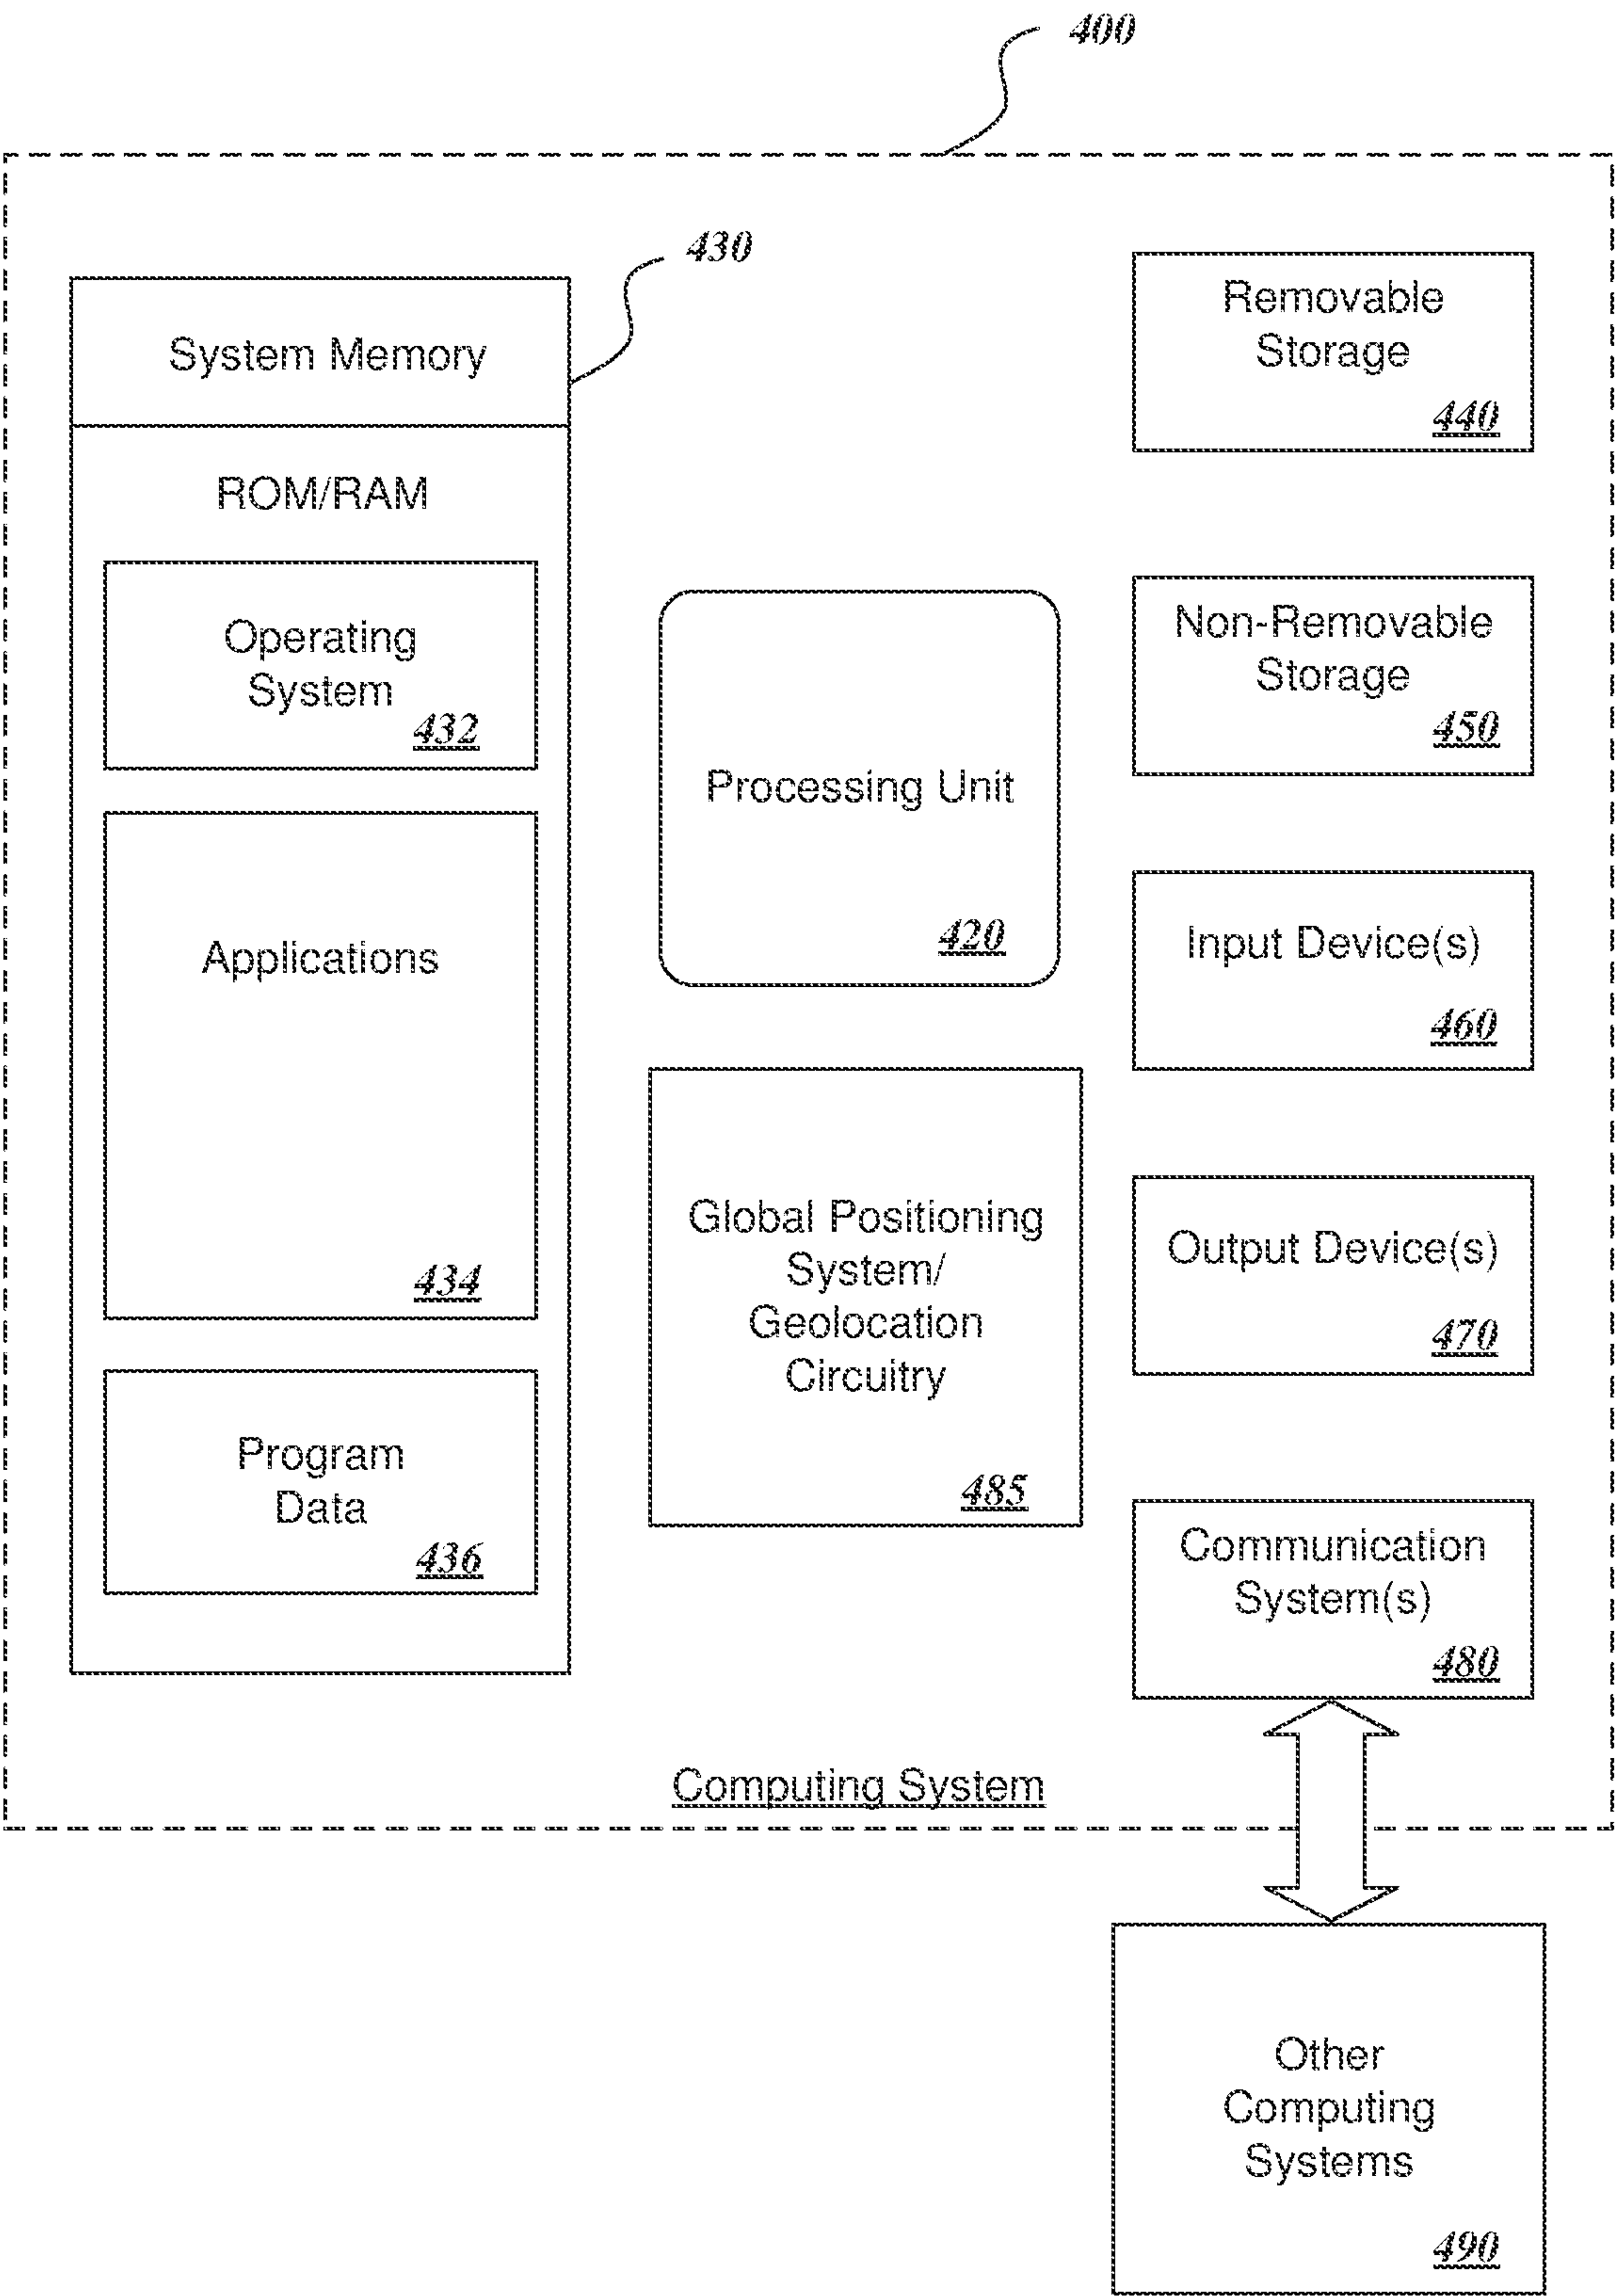 400
430
System Memory
ROM/RAM
Operating
System
432
Applications
434
Program
Data
436
Processing Unit
420
Global Positioning
System/
Geolocation
Circuitry
485
Removable
Storage
440
Non-Removable
Storage
450
Input Device(s)
460
Output Device(s)
470
Communication
System(s)
480
Computing System
Other
Computing
Systems
490